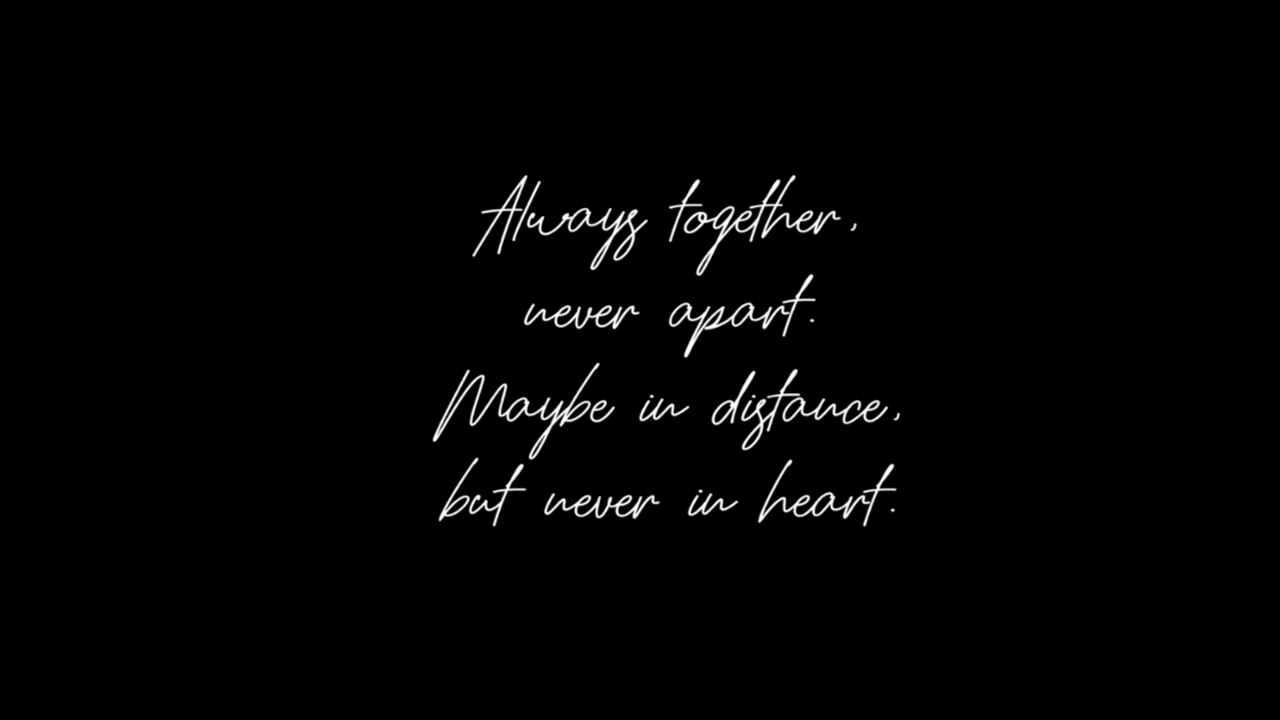 Always together,
never apart.
Maybe in distance,
but never in heart.